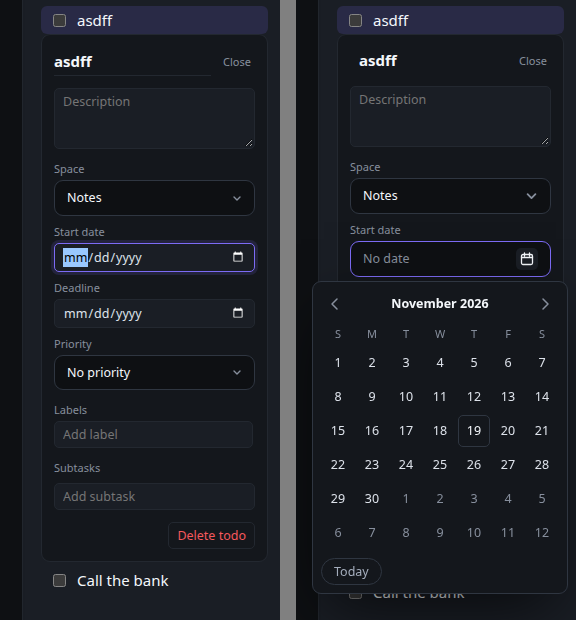 asdff
asdff Close
Description
Space
Notes
Start date
mm/dd/yyyy
Deadline
mm/dd/yyyy
Priority
No priority
Labels
Add label
Subtasks
Add subtask
Delete todo
Call the bank
asdff
asdff Close
Description
Space
Notes
Start date
No date
November 2026
S M T W T F S
1 2 3 4 5 6 7
8 9 10 11 12 13 14
15 16 17 18 19 20 21
22 23 24 25 26 27 28
29 30 1 2 3 4 5
6 7 8 9 10 11 12
Today
Call the bank